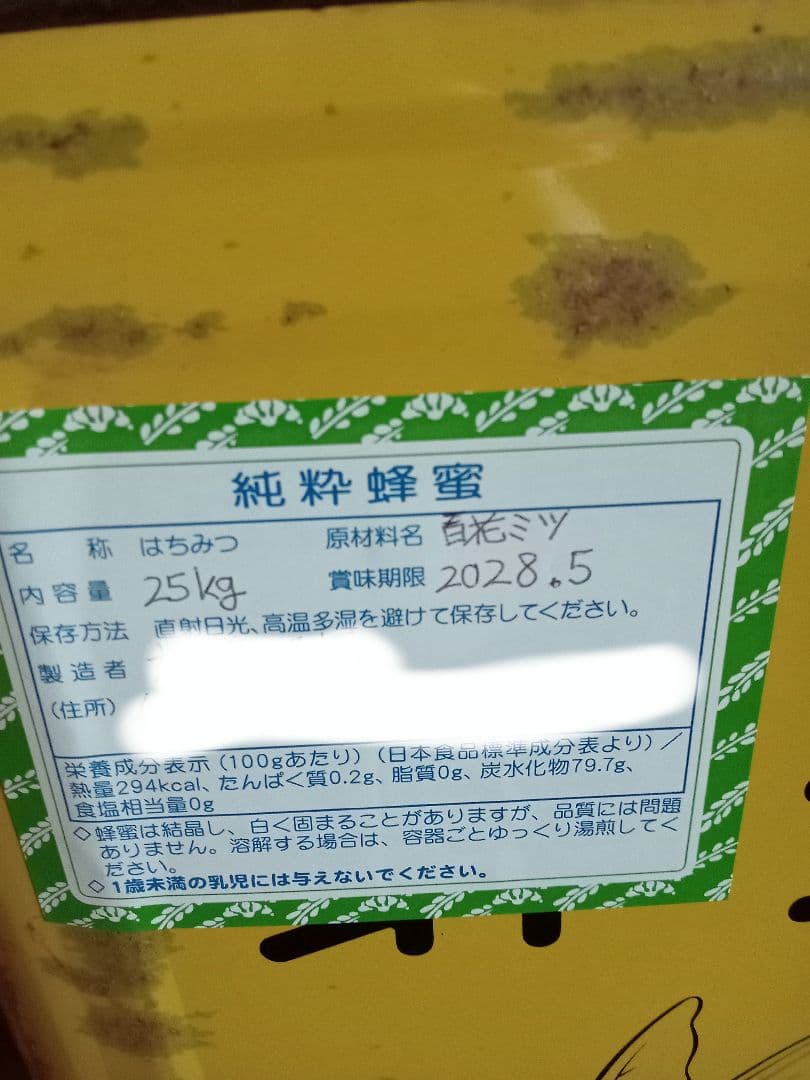 純粋蜂蜜
名称 はちみつ 原材料名 百花ミツ
内容量 25kg 賞味期限 2028.5
保存方法 直射日光、高温多湿を避けて保存してください。
製造者
(住所)
栄養成分表示(100gあたり)(日本食品標準成分表より)/
熱量294kcal、たんぱく質0.2g、脂質0g、炭水化物79.7g、
食塩相当量0g
◇蜂蜜は結晶し、白く固まることがありますが、品質には問題
ありません。溶解する場合は、容器ごとゆっくり湯煎してく
ださい。
◇1歳未満の乳児には与えないでください。